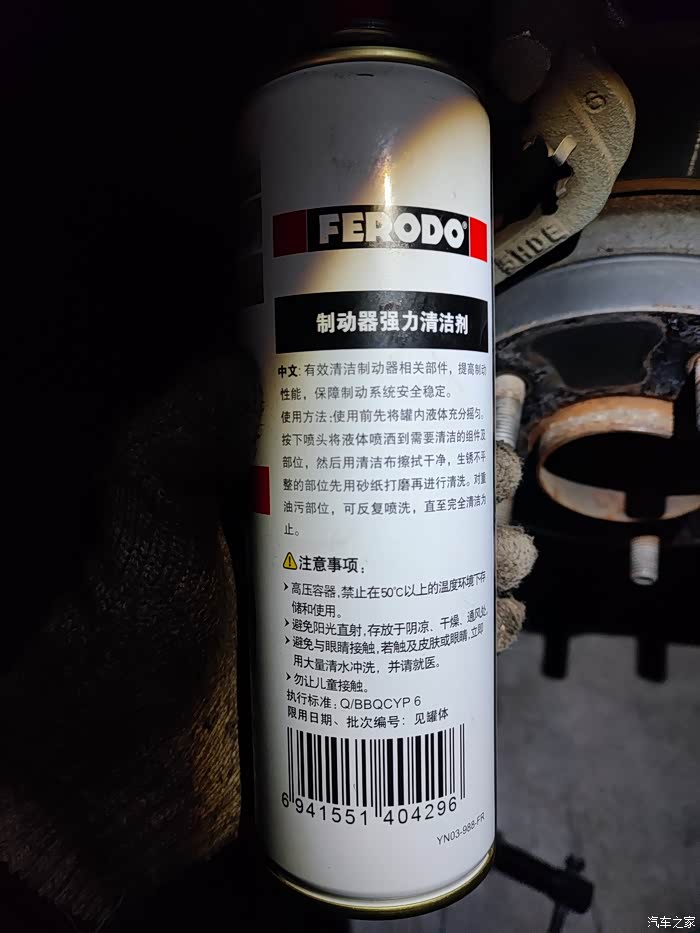 FERODO®
制动器强力清洁剂
中文: 有效清洁制动器相关部件，提高制动
性能，保障制动系统安全稳定。
使用方法:使用前先将罐内液体充分摇匀。
按下喷头将液体喷洒到需要清洁的组件及
部位，然后用清洁布擦拭干净，生锈不平
整的部位先用砂纸打磨再进行清洗。对重
油污部位，可反复喷洗，直至完全清洁为
止。
注意事项:
高压容器,禁止在50℃以上的温度环境下存
储和使用。
避免阳光直射,存放于阴凉、干燥、通风处,
避免与眼睛接触,若触及皮肤或眼睛,立即
用大量清水冲洗，并请就医。
勿让儿童接触。
执行标准: Q/BBQCYP 6
限用日期、批次编号: 见罐体
6 941551 404296
YN03-988-FR
6
汽车之家